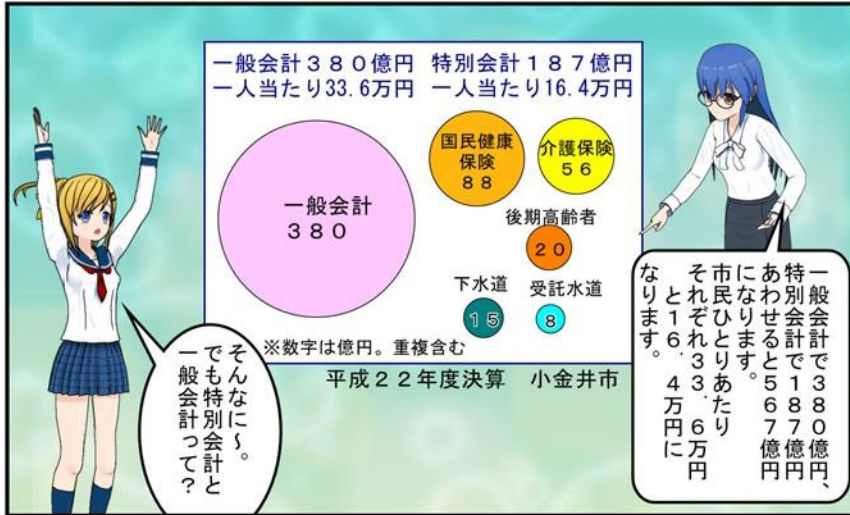 一般会計380億円　特別会計187億円
一人当たり33.6万円　一人当たり16.4万円
一般会計
380
国民健康
保険
88
介護保険
56
後期高齢者
20
下水道
15
受託水道
8
※数字は億円。重複含む
平成22年度決算　小金井市
一般会計で380億円、
特別会計で187億円
あわせると567億円
になります。
市民ひとりあたり
それぞれ33．6万円
と16．4万円に
なります。
そんなに～。
でも特別会計と
一般会計って？